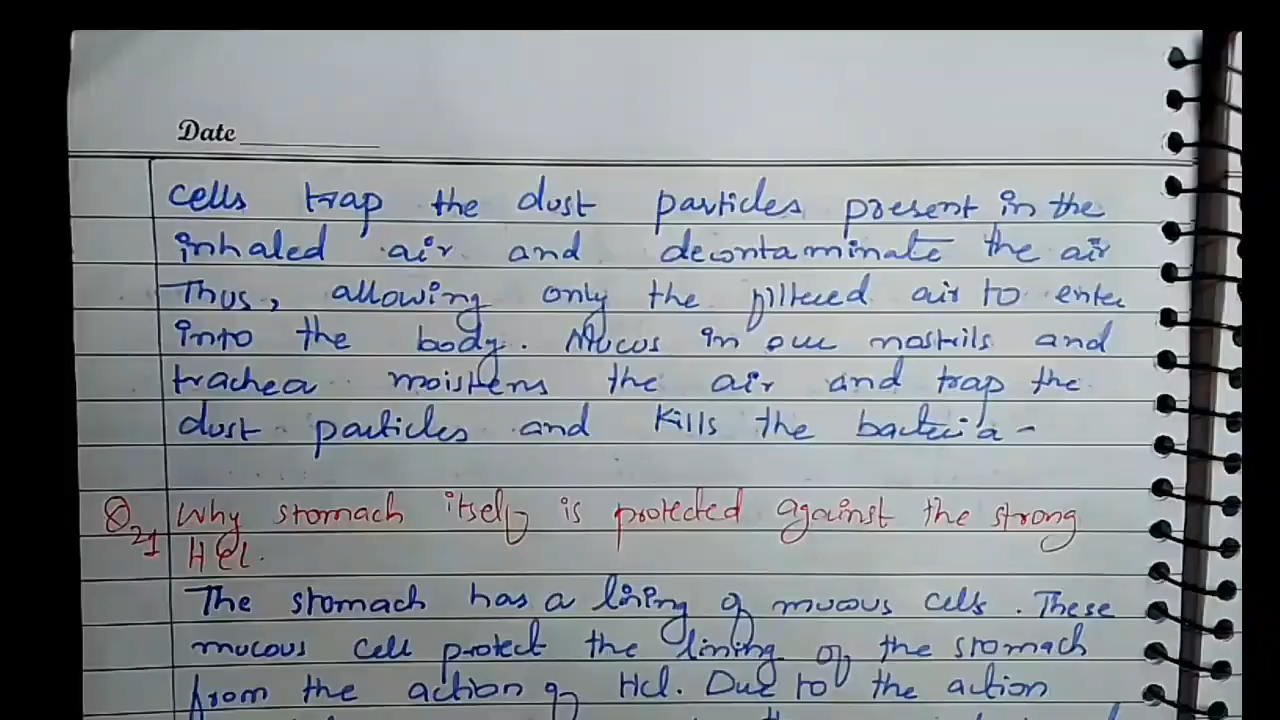 Date
cells trap the dust particles present in the
inhaled air and decontaminate the air
Thus, allowing only the filtered air to enter
into the body. Mucus in our nostrils and
trachea moistens the air and trap the
dust particles and kills the bacteria -
Q21 Why stomach itself is protected against the strong
HCl.
The stomach has a lining of mucous cells. These
mucous cell protect the lining of the stomach
from the action of HCl. Due to the action